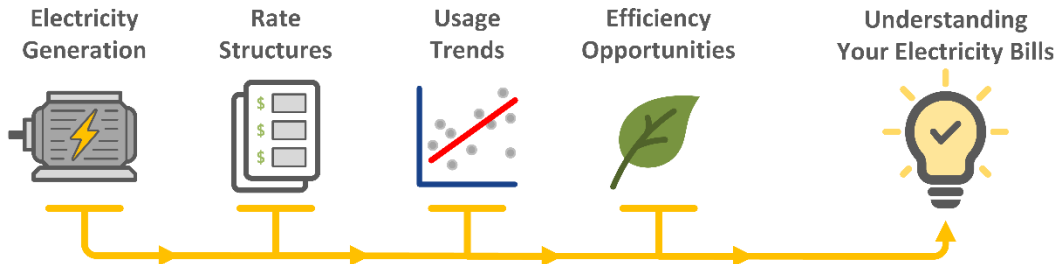 Electricity
Generation
Rate
Structures
Usage
Trends
Efficiency
Opportunities
Understanding
Your Electricity Bills
$
$
$